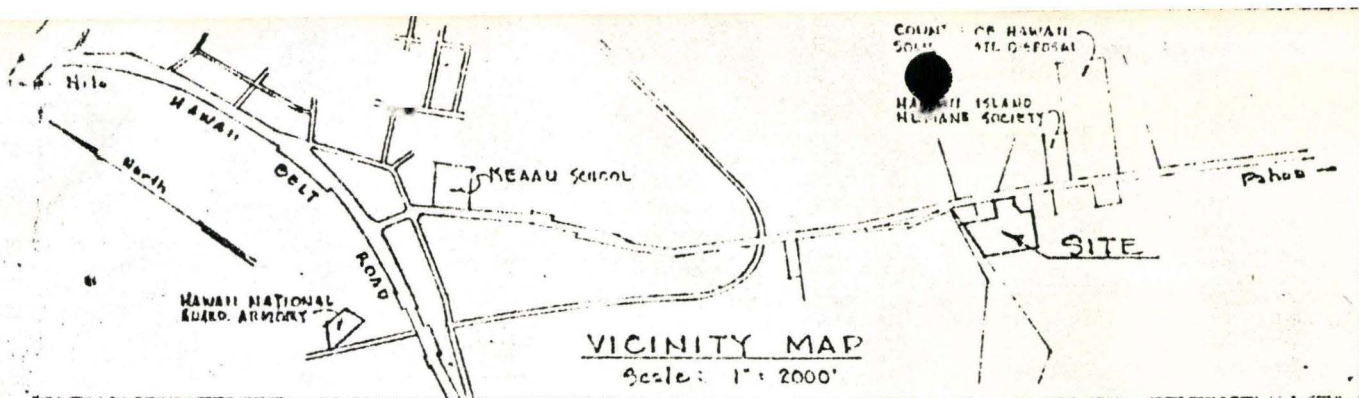 COUNTY OF HAWAII
DISPOSAL
Hilo
HAWAII
BELT
ROAD
North
HAWAII ISLAND
HUMANE SOCIETY
KEAAU SCHOOL
Pahoa
SITE
HAWAII NATIONAL
GUARD ARMORY
VICINITY MAP
Scale: 1" = 2000'